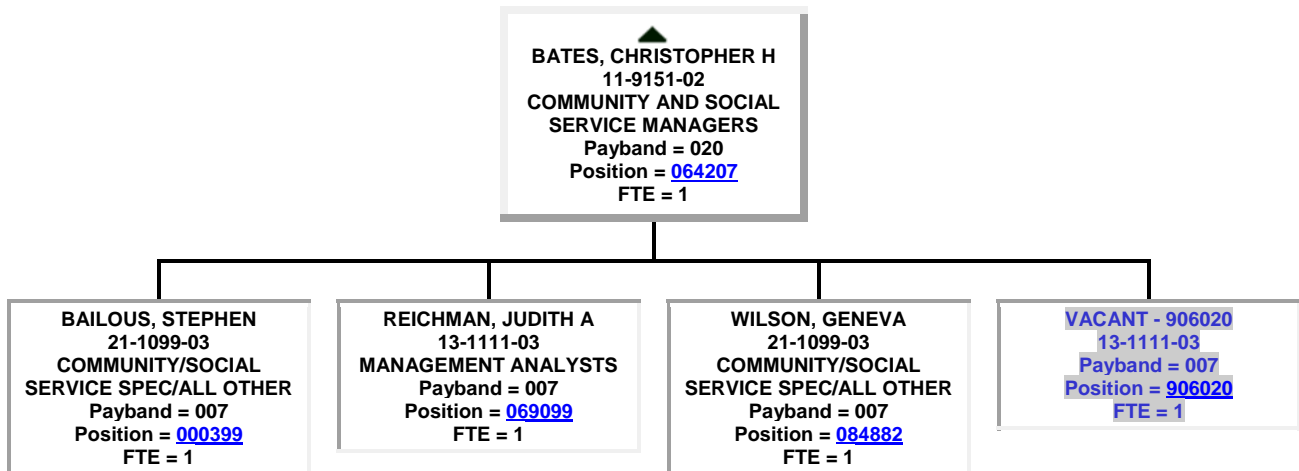 BATES, CHRISTOPHER H
11-9151-02
COMMUNITY AND SOCIAL
SERVICE MANAGERS
Payband = 020
Position = 064207
FTE = 1
BAILOUS, STEPHEN
21-1099-03
COMMUNITY/SOCIAL
SERVICE SPEC/ALL OTHER
Payband = 007
Position = 000399
FTE = 1
REICHMAN, JUDITH A
13-1111-03
MANAGEMENT ANALYSTS
Payband = 007
Position = 069099
FTE = 1
WILSON, GENEVA
21-1099-03
COMMUNITY/SOCIAL
SERVICE SPEC/ALL OTHER
Payband = 007
Position = 084882
FTE = 1
VACANT - 906020
13-1111-03
Payband = 007
Position = 906020
FTE = 1